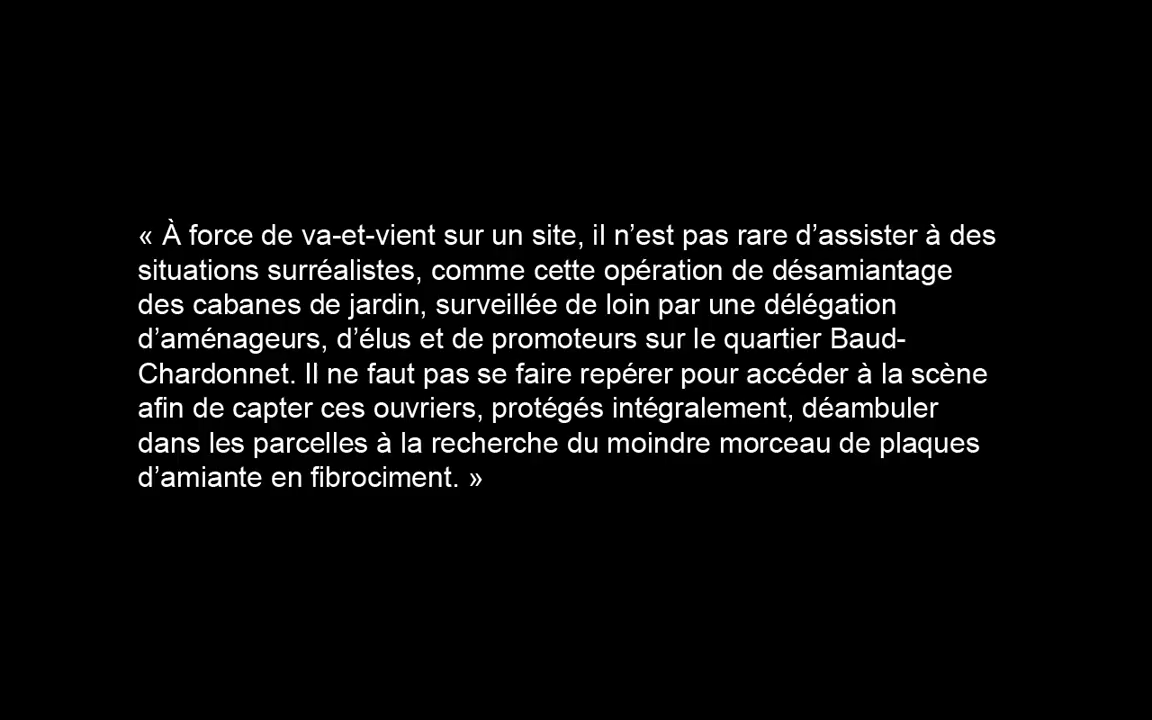 « À force de va-et-vient sur un site, il n’est pas rare d’assister à des
situations surréalistes, comme cette opération de désamiantage
des cabanes de jardin, surveillée de loin par une délégation
d’aménageurs, d’élus et de promoteurs sur le quartier Baud-
Chardonnet. Il ne faut pas se faire repérer pour accéder à la scène
afin de capter ces ouvriers, protégés intégralement, déambuler
dans les parcelles à la recherche du moindre morceau de plaques
d’amiante en fibrociment. »